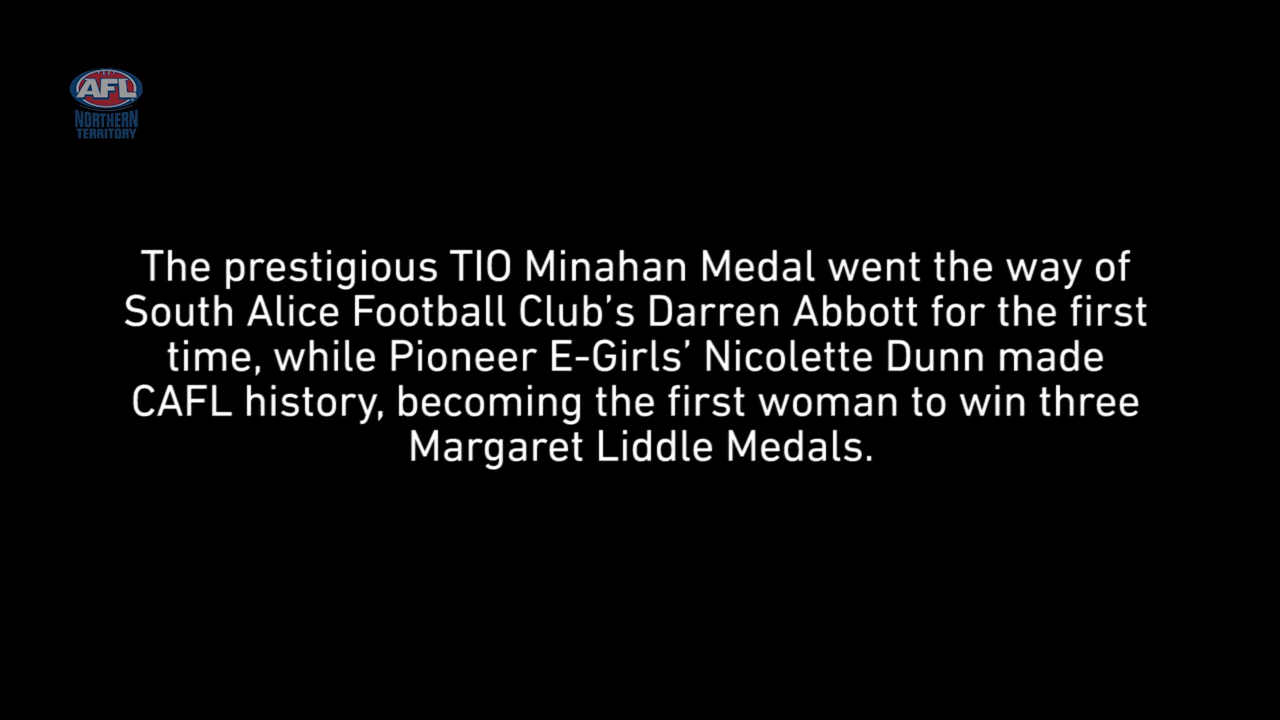 AFL
NORTHERN
TERRITORY
The prestigious TIO Minahan Medal went the way of
South Alice Football Club’s Darren Abbott for the first
time, while Pioneer E-Girls’ Nicolette Dunn made
CAFL history, becoming the first woman to win three
Margaret Liddle Medals.